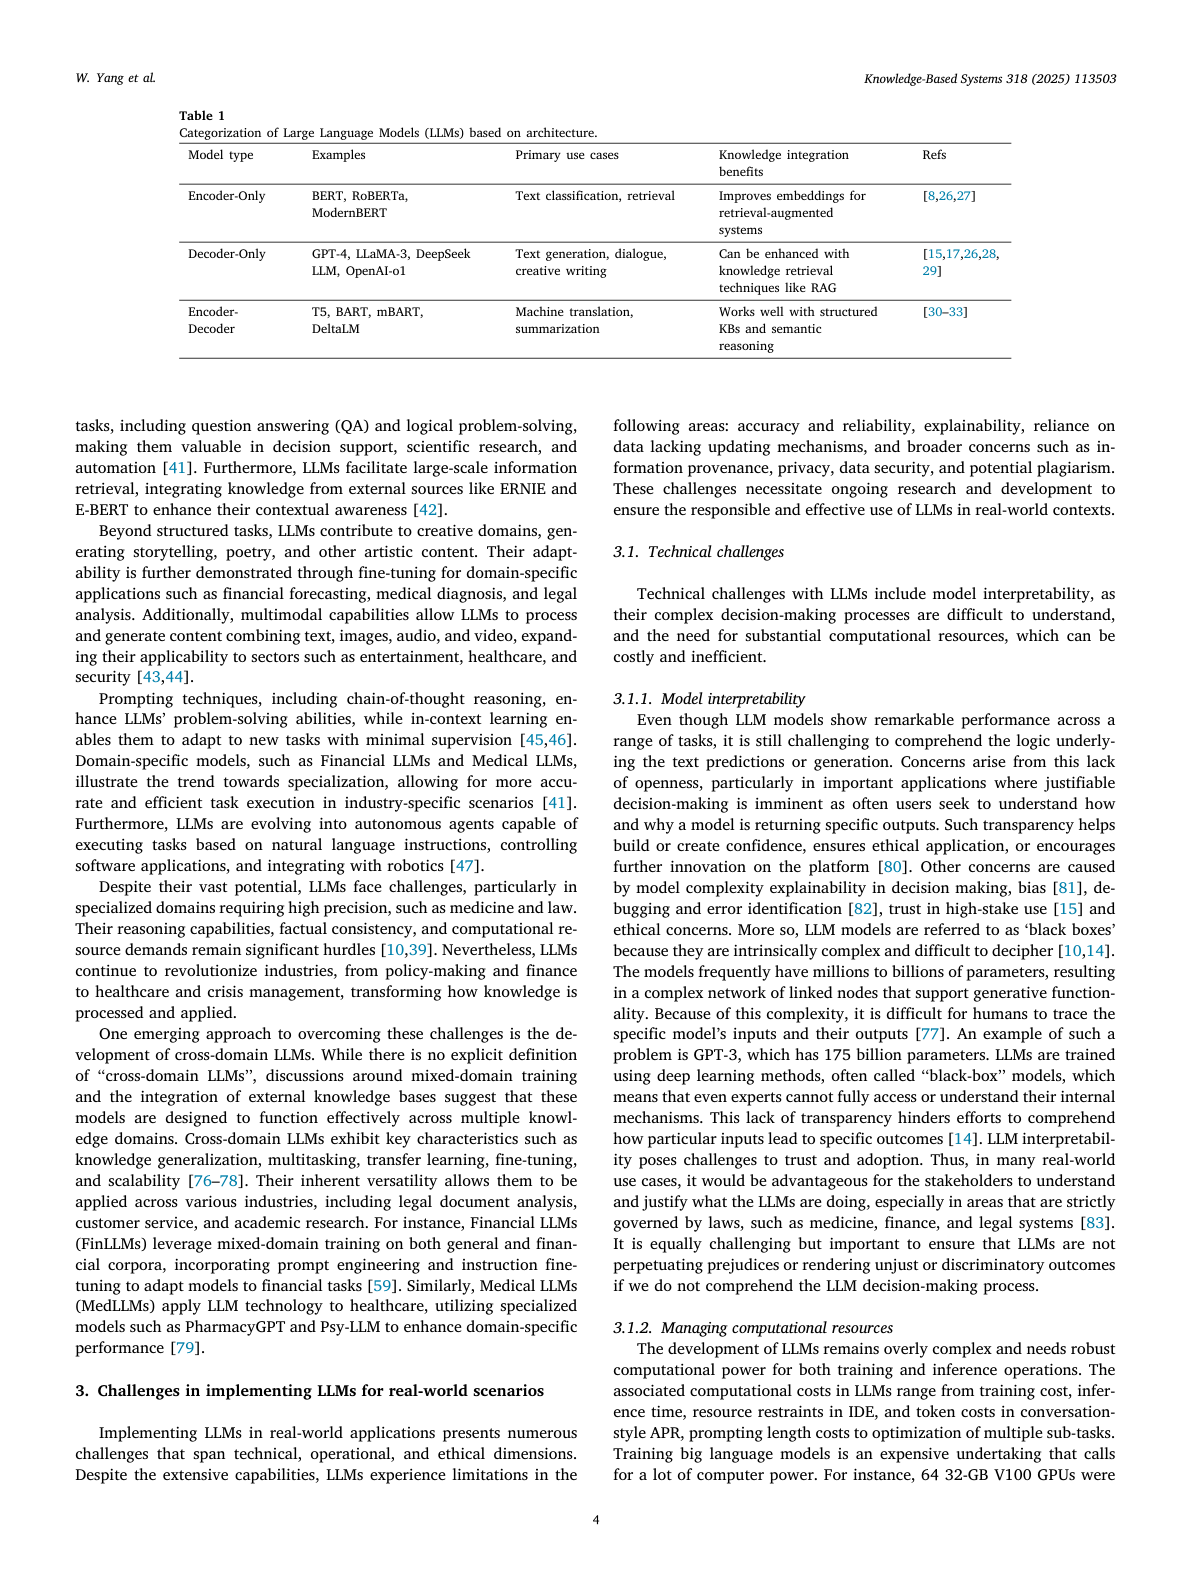 W. Yang et al.
Knowledge-Based Systems 318 (2025) 113503
Table 1
Categorization of Large Language Models (LLMs) based on architecture.
Model type Examples Primary use cases Knowledge integration Refs
benefits
Encoder-Only BERT, RoBERTa, Text classification, retrieval Improves embeddings for [8,26,27]
ModernBERT retrieval-augmented
systems
Decoder-Only GPT-4, LLaMA-3, DeepSeek Text generation, dialogue, Can be enhanced with [15,17,26,28,
LLM, OpenAI-o1 creative writing knowledge retrieval 29]
techniques like RAG
Encoder- T5, BART, mBART, Machine translation, Works well with structured [30–33]
Decoder DeltaLM summarization KBs and semantic
reasoning
tasks, including question answering (QA) and logical problem-solving,
making them valuable in decision support, scientific research, and
automation [41]. Furthermore, LLMs facilitate large-scale information
retrieval, integrating knowledge from external sources like ERNIE and
E-BERT to enhance their contextual awareness [42].
Beyond structured tasks, LLMs contribute to creative domains, gen-
erating storytelling, poetry, and other artistic content. Their adapt-
ability is further demonstrated through fine-tuning for domain-specific
applications such as financial forecasting, medical diagnosis, and legal
analysis. Additionally, multimodal capabilities allow LLMs to process
and generate content combining text, images, audio, and video, expand-
ing their applicability to sectors such as entertainment, healthcare, and
security [43,44].
Prompting techniques, including chain-of-thought reasoning, en-
hance LLMs’ problem-solving abilities, while in-context learning en-
ables them to adapt to new tasks with minimal supervision [45,46].
Domain-specific models, such as Financial LLMs and Medical LLMs,
illustrate the trend towards specialization, allowing for more accu-
rate and efficient task execution in industry-specific scenarios [41].
Furthermore, LLMs are evolving into autonomous agents capable of
executing tasks based on natural language instructions, controlling
software applications, and integrating with robotics [47].
Despite their vast potential, LLMs face challenges, particularly in
specialized domains requiring high precision, such as medicine and law.
Their reasoning capabilities, factual consistency, and computational re-
source demands remain significant hurdles [10,39]. Nevertheless, LLMs
continue to revolutionize industries, from policy-making and finance
to healthcare and crisis management, transforming how knowledge is
processed and applied.
One emerging approach to overcoming these challenges is the de-
velopment of cross-domain LLMs. While there is no explicit definition
of ‘‘cross-domain LLMs’’, discussions around mixed-domain training
and the integration of external knowledge bases suggest that these
models are designed to function effectively across multiple knowl-
edge domains. Cross-domain LLMs exhibit key characteristics such as
knowledge generalization, multitasking, transfer learning, fine-tuning,
and scalability [76–78]. Their inherent versatility allows them to be
applied across various industries, including legal document analysis,
customer service, and academic research. For instance, Financial LLMs
(FinLLMs) leverage mixed-domain training on both general and finan-
cial corpora, incorporating prompt engineering and instruction fine-
tuning to adapt models to financial tasks [59]. Similarly, Medical LLMs
(MedLLMs) apply LLM technology to healthcare, utilizing specialized
models such as PharmacyGPT and Psy-LLM to enhance domain-specific
performance [79].
3. Challenges in implementing LLMs for real-world scenarios
Implementing LLMs in real-world applications presents numerous
challenges that span technical, operational, and ethical dimensions.
Despite the extensive capabilities, LLMs experience limitations in the
following areas: accuracy and reliability, explainability, reliance on
data lacking updating mechanisms, and broader concerns such as in-
formation provenance, privacy, data security, and potential plagiarism.
These challenges necessitate ongoing research and development to
ensure the responsible and effective use of LLMs in real-world contexts.
3.1. Technical challenges
Technical challenges with LLMs include model interpretability, as
their complex decision-making processes are difficult to understand,
and the need for substantial computational resources, which can be
costly and inefficient.
3.1.1. Model interpretability
Even though LLM models show remarkable performance across a
range of tasks, it is still challenging to comprehend the logic underly-
ing the text predictions or generation. Concerns arise from this lack
of openness, particularly in important applications where justifiable
decision-making is imminent as often users seek to understand how
and why a model is returning specific outputs. Such transparency helps
build or create confidence, ensures ethical application, or encourages
further innovation on the platform [80]. Other concerns are caused
by model complexity explainability in decision making, bias [81], de-
bugging and error identification [82], trust in high-stake use [15] and
ethical concerns. More so, LLM models are referred to as ‘black boxes’
because they are intrinsically complex and difficult to decipher [10,14].
The models frequently have millions to billions of parameters, resulting
in a complex network of linked nodes that support generative function-
ality. Because of this complexity, it is difficult for humans to trace the
specific model’s inputs and their outputs [77]. An example of such a
problem is GPT-3, which has 175 billion parameters. LLMs are trained
using deep learning methods, often called ‘‘black-box’’ models, which
means that even experts cannot fully access or understand their internal
mechanisms. This lack of transparency hinders efforts to comprehend
how particular inputs lead to specific outcomes [14]. LLM interpretabil-
ity poses challenges to trust and adoption. Thus, in many real-world
use cases, it would be advantageous for the stakeholders to understand
and justify what the LLMs are doing, especially in areas that are strictly
governed by laws, such as medicine, finance, and legal systems [83].
It is equally challenging but important to ensure that LLMs are not
perpetuating prejudices or rendering unjust or discriminatory outcomes
if we do not comprehend the LLM decision-making process.
3.1.2. Managing computational resources
The development of LLMs remains overly complex and needs robust
computational power for both training and inference operations. The
associated computational costs in LLMs range from training cost, infer-
ence time, resource restraints in IDE, and token costs in conversation-
style APR, prompting length costs to optimization of multiple sub-tasks.
Training big language models is an expensive undertaking that calls
for a lot of computer power. For instance, 64 32-GB V100 GPUs were
4